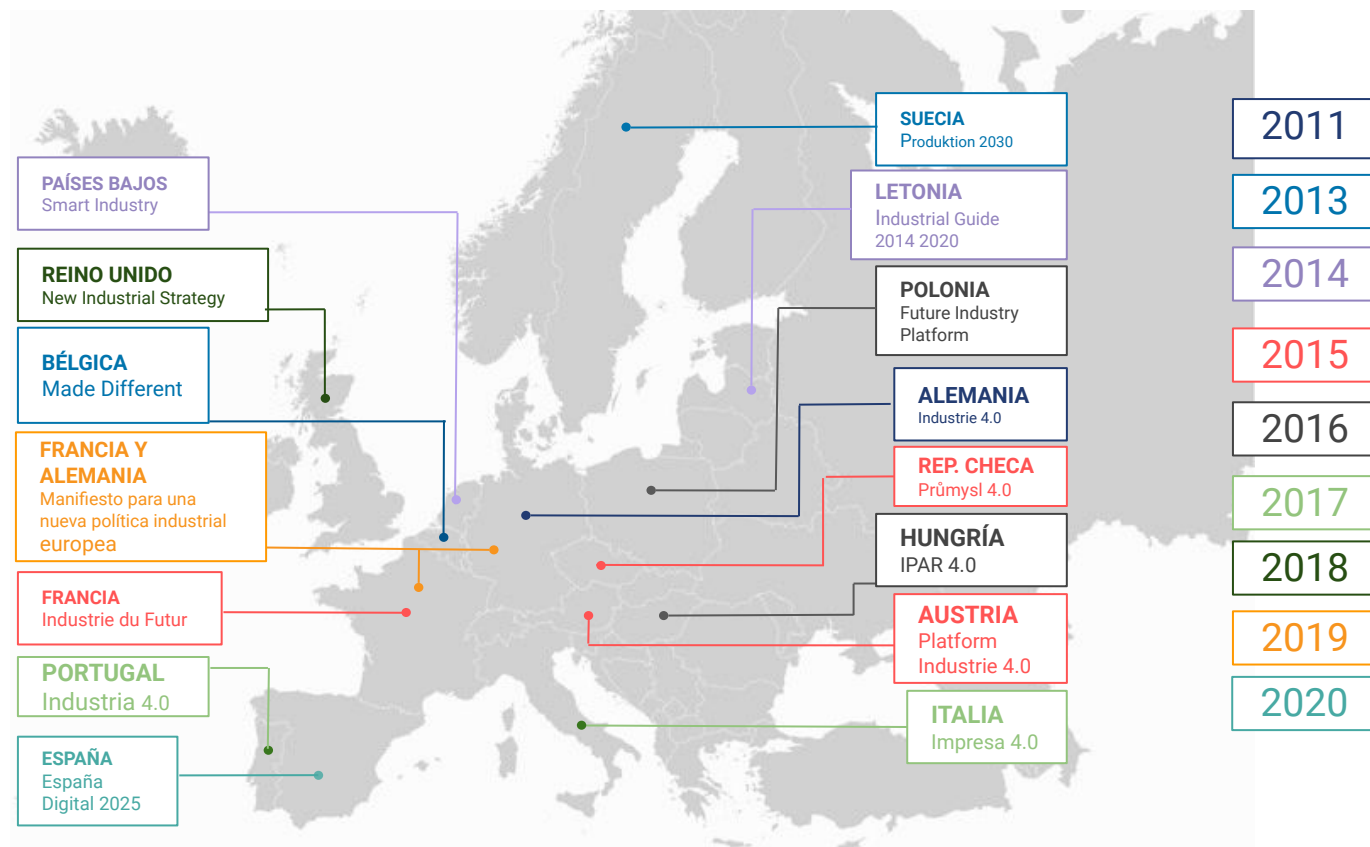 PAÍSES BAJOS
Smart Industry
REINO UNIDO
New Industrial Strategy
BÉLGICA
Made Different
FRANCIA Y
ALEMANIA
Manifiesto para una
nueva política industrial
europea
FRANCIA
Industrie du Futur
PORTUGAL
Industria 4.0
ESPAÑA
España
Digital 2025
SUECIA
Produktion 2030
LETONIA
Industrial Guide
2014 2020
POLONIA
Future Industry
Platform
ALEMANIA
Industrie 4.0
REP. CHECA
Průmysl 4.0
HUNGRÍA
IPAR 4.0
AUSTRIA
Platform
Industrie 4.0
ITALIA
Impresa 4.0
2011
2013
2014
2015
2016
2017
2018
2019
2020